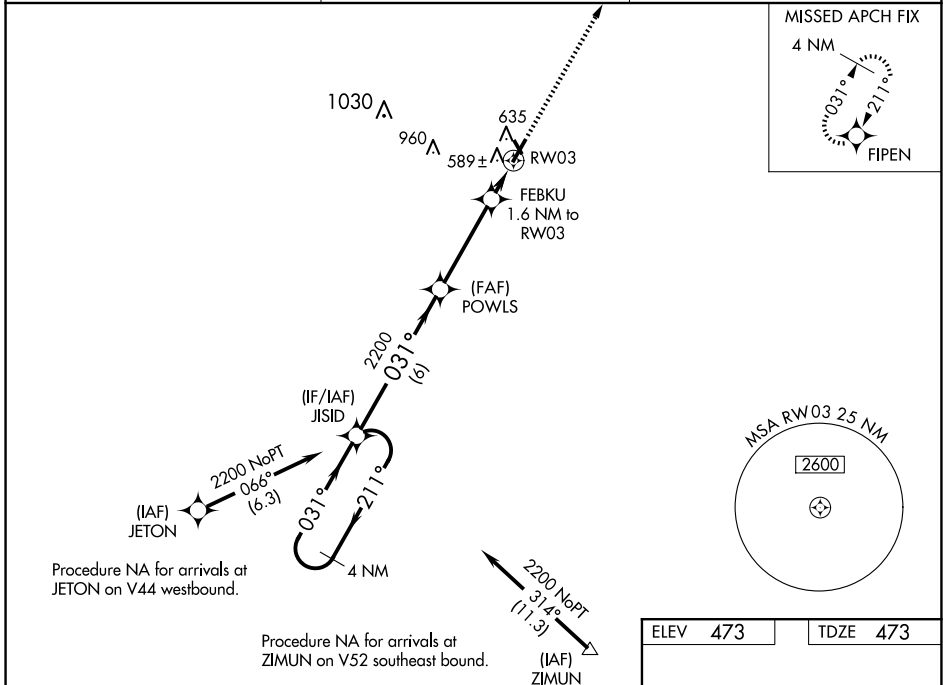 MISSED APCH FIX
4 NM
031°
211°
FIPEN
1030
960
635
589±
RW03
FEBKU
1.6 NM to
RW03
(FAF)
POWLS
2200
031°
(6)
(IF/IAF)
JISID
2200 NoPT
066°
(6.3)
(IAF)
JETON
031°
211°
4 NM
Procedure NA for arrivals at
JETON on V44 westbound.
MSA RW03 25 NM
2600
2200 NoPT
314°
(11.3)
(IAF)
ZIMUN
Procedure NA for arrivals at
ZIMUN on V52 southeast bound.
ELEV 473
TDZE 473